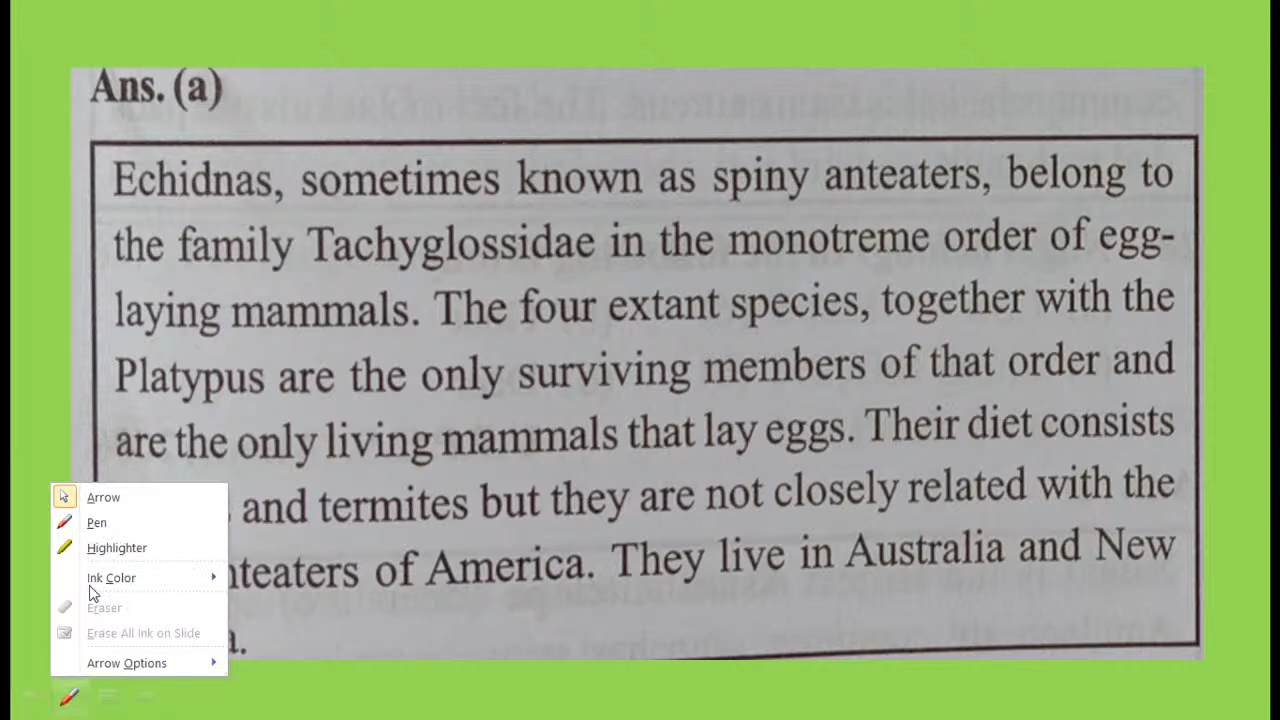 Ans. (a)
Echidnas, sometimes known as spiny anteaters, belong to
the family Tachyglossidae in the monotreme order of egg-
laying mammals. The four extant species, together with the
Platypus are the only surviving members of that order and
are the only living mammals that lay eggs. Their diet consists
and termites but they are not closely related with the
of America. They live in Australia and New
Arrow
Pen
Highlighter
Ink Color
Eraser
Erase All Ink on Slide
Arrow Options